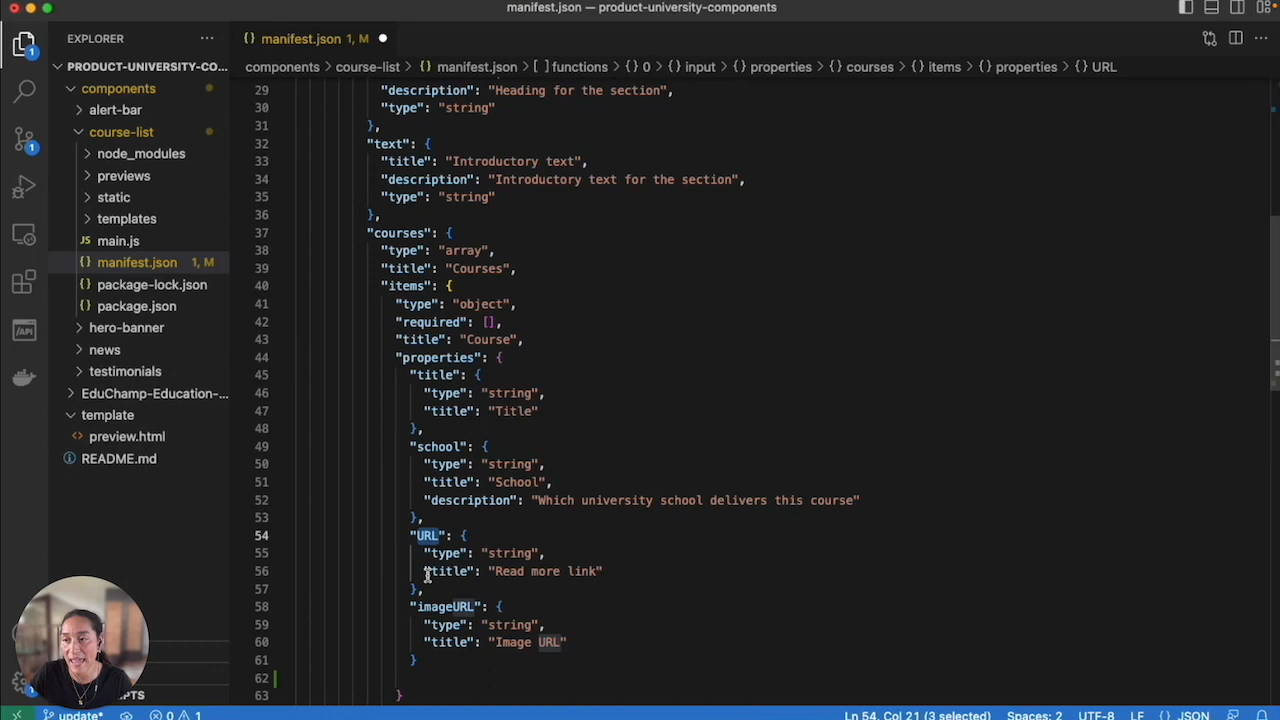 manifest.json — product-university-components
EXPLORER
manifest.json 1, M
PRODUCT-UNIVERSITY-CO...
components
alert-bar
course-list
node_modules
previews
static
templates
main.js
manifest.json 1, M
package-lock.json
package.json
hero-banner
news
testimonials
EduChamp-Education-...
template
preview.html
README.md
components > course-list > {} manifest.json > [ ] functions > {} 0 > {} input > {} properties > {} courses > {} items > {} properties > {} URL
29 "description": "Heading for the section",
30 "type": "string"
31 },
32 "text": {
33 "title": "Introductory text",
34 "description": "Introductory text for the section",
35 "type": "string"
36 },
37 "courses": {
38 "type": "array",
39 "title": "Courses",
40 "items": {
41 "type": "object",
42 "required": [],
43 "title": "Course",
44 "properties": {
45 "title": {
46 "type": "string",
47 "title": "Title"
48 },
49 "school": {
50 "type": "string",
51 "title": "School",
52 "description": "Which university school delivers this course"
53 },
54 "URL": {
55 "type": "string",
56 "title": "Read more link"
57 },
58 "imageURL": {
59 "type": "string",
60 "title": "Image URL"
61 }
62
63 }
update* 0 1 Ln 54, Col 21 (3 selected) Spaces: 2 UTF-8 LF {} JSON